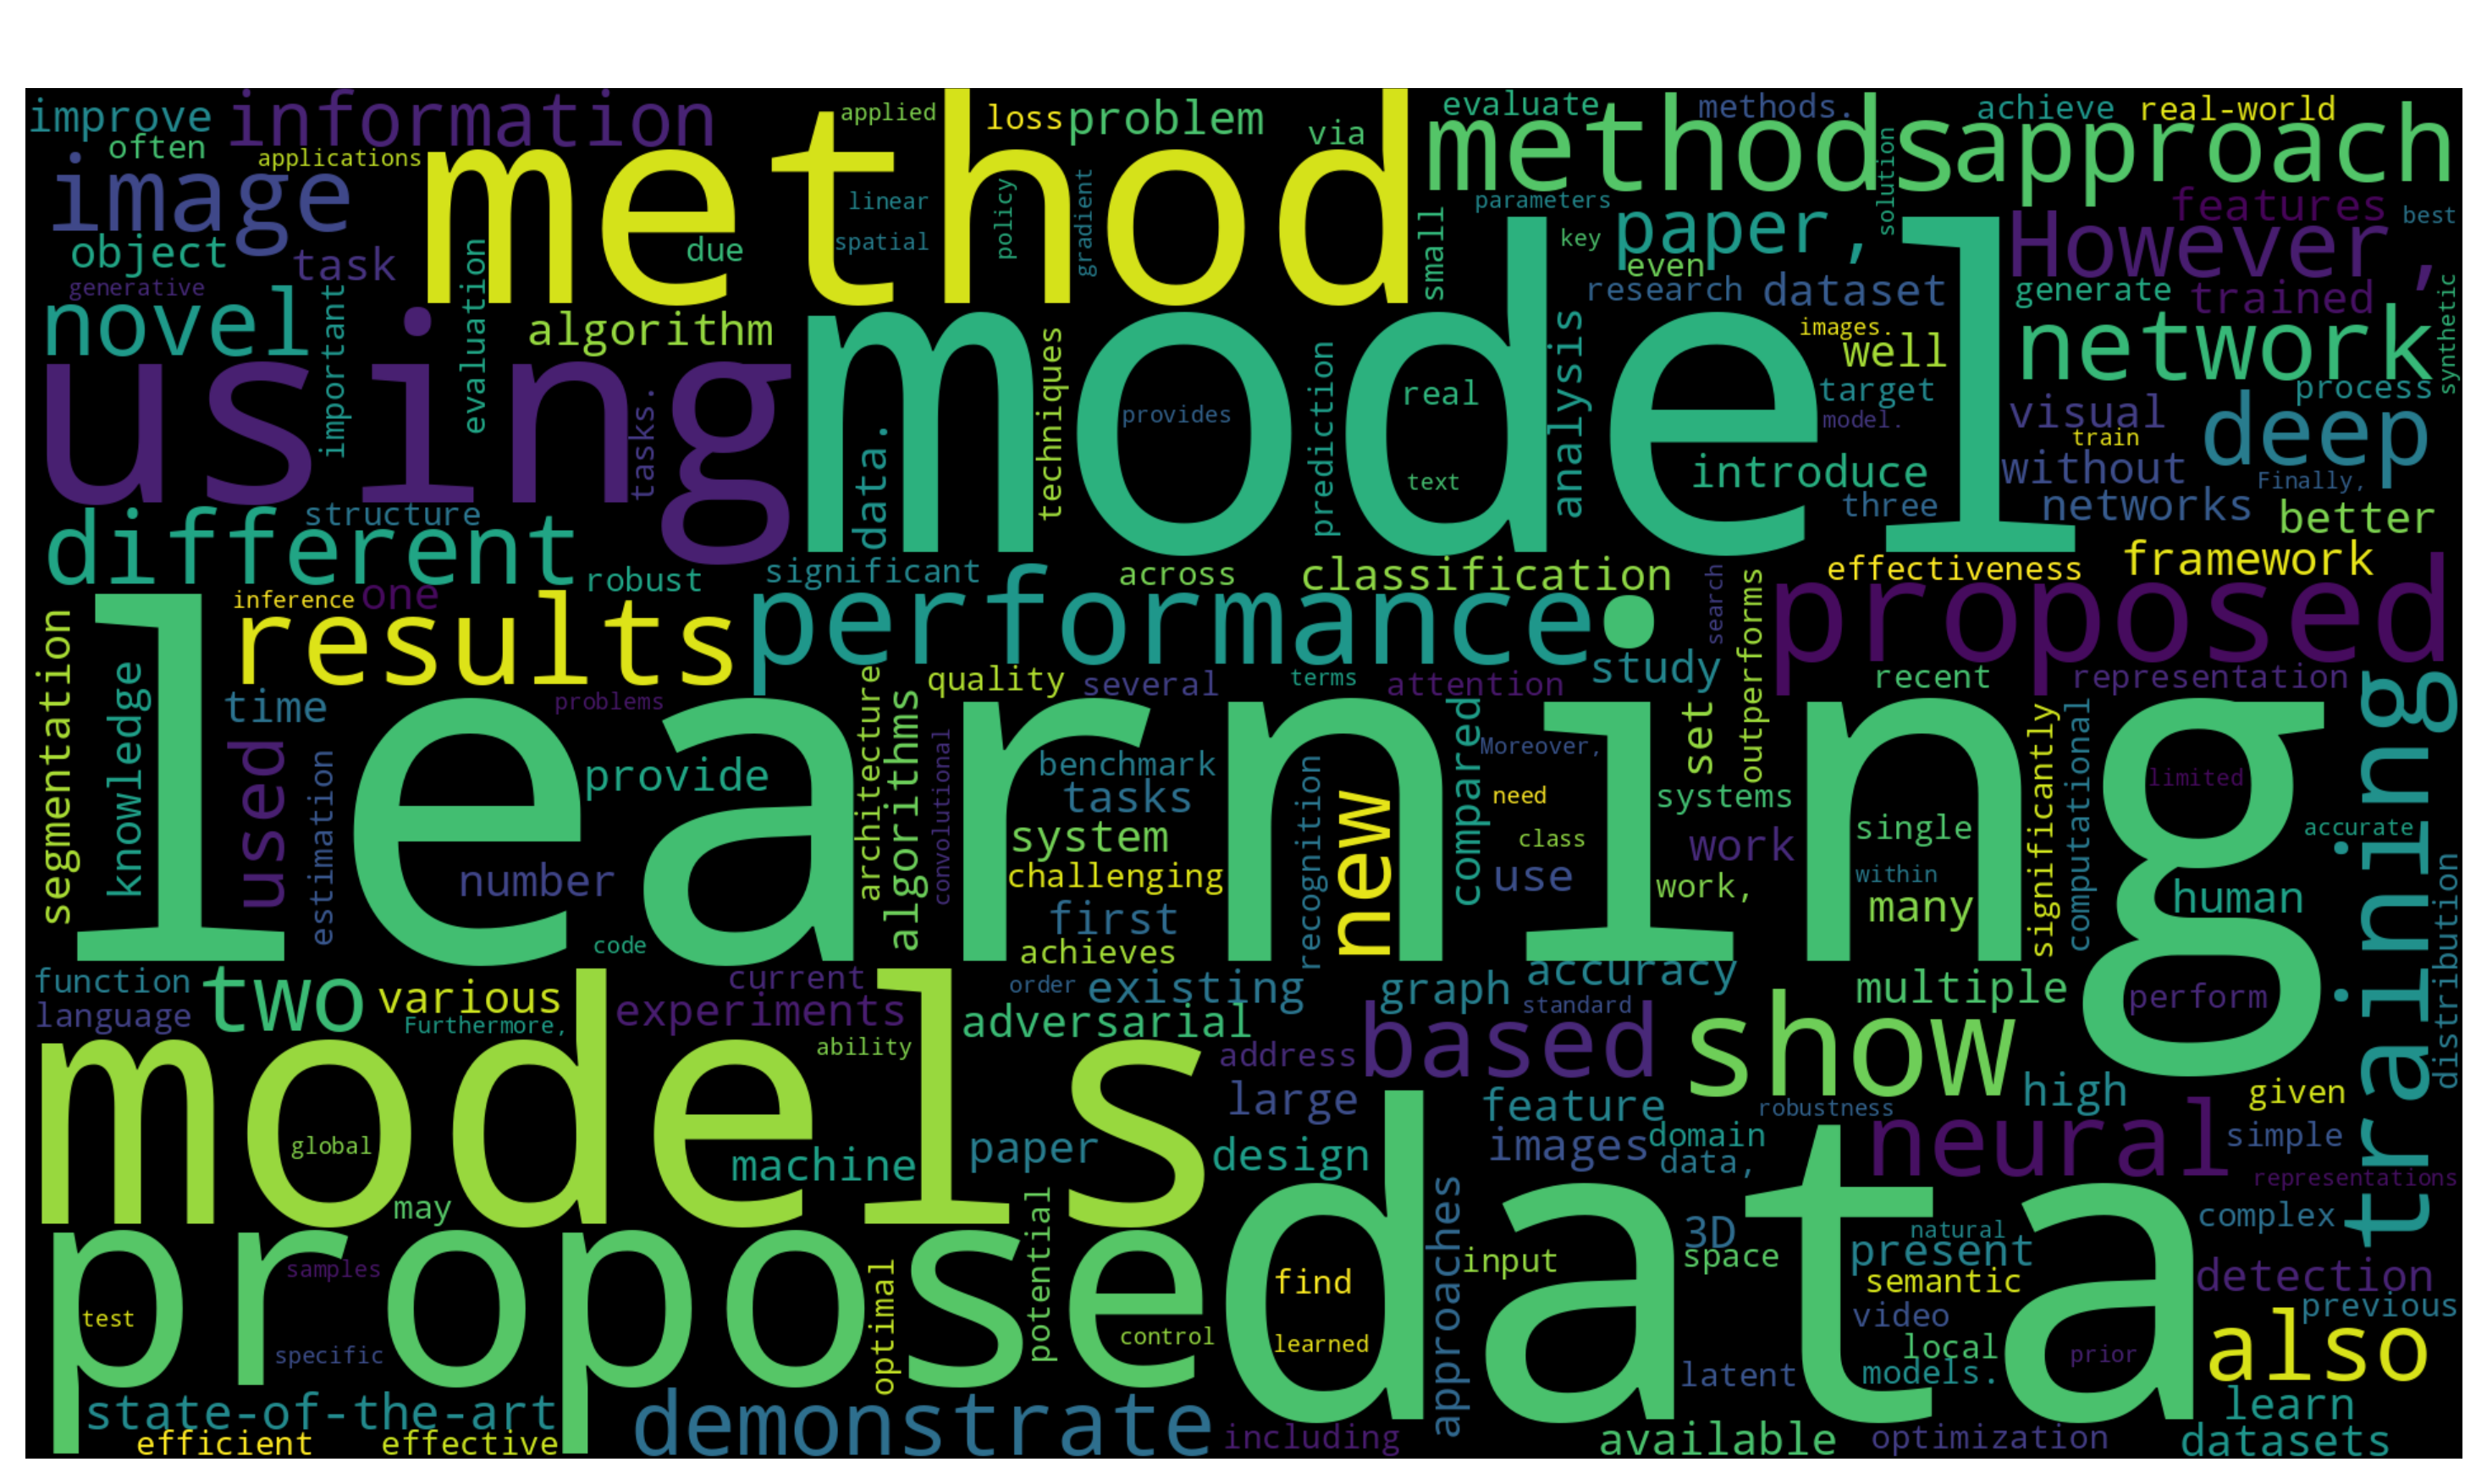 improve
information
method
applied
loss
problem
via
evaluate
methods.
methods
achieve
real-world
approach
often
applications
image
linear
spatial
policy
gradient
due
small
parameters
key
paper,
even
solution
features
best
However,
object
task
generative
novel
important
evaluation
algorithm
using
tasks.
model
data.
techniques
provides
prediction
real
text
analysis
research
dataset
images.
well
target
model.
introduce
three
generate
trained
network
synthetic
process
visual
train
deep
without
Finally,
networks
better
different
structure
robust
significant
across
classification
effectiveness
framework
inference
one
results
performance
.
search
outperforms
proposed
study
recent
representation
segmentation
knowledge
time
problems
learning
architecture
algorithms
quality
several
terms
attention
convolutional
benchmark
tasks
system
challenging
first
achieves
recognition
new
compared
Moreover,
need
class
use
set
systems
work
work,
single
within
many
significantly
computational
limited
accurate
human
training
distribution
used
estimation
provide
number
code
function
language
two
various
Furthermore,
current
experiments
ability
order
existing
adversarial
graph
accuracy
standard
multiple
perform
models
global
may
machine
paper
address
large
design
based
show
feature
images
domain
data,
robustness
high
neural
given
simple
representations
complex
proposed
samples
test
specific
optimal
potential
control
data
find
learned
approaches
input
3D
space
latent
natural
present
semantic
video
local
models.
prior
detection
previous
also
learn
state-of-the-art
efficient
effective
demonstrate
including
available
optimization
datasets